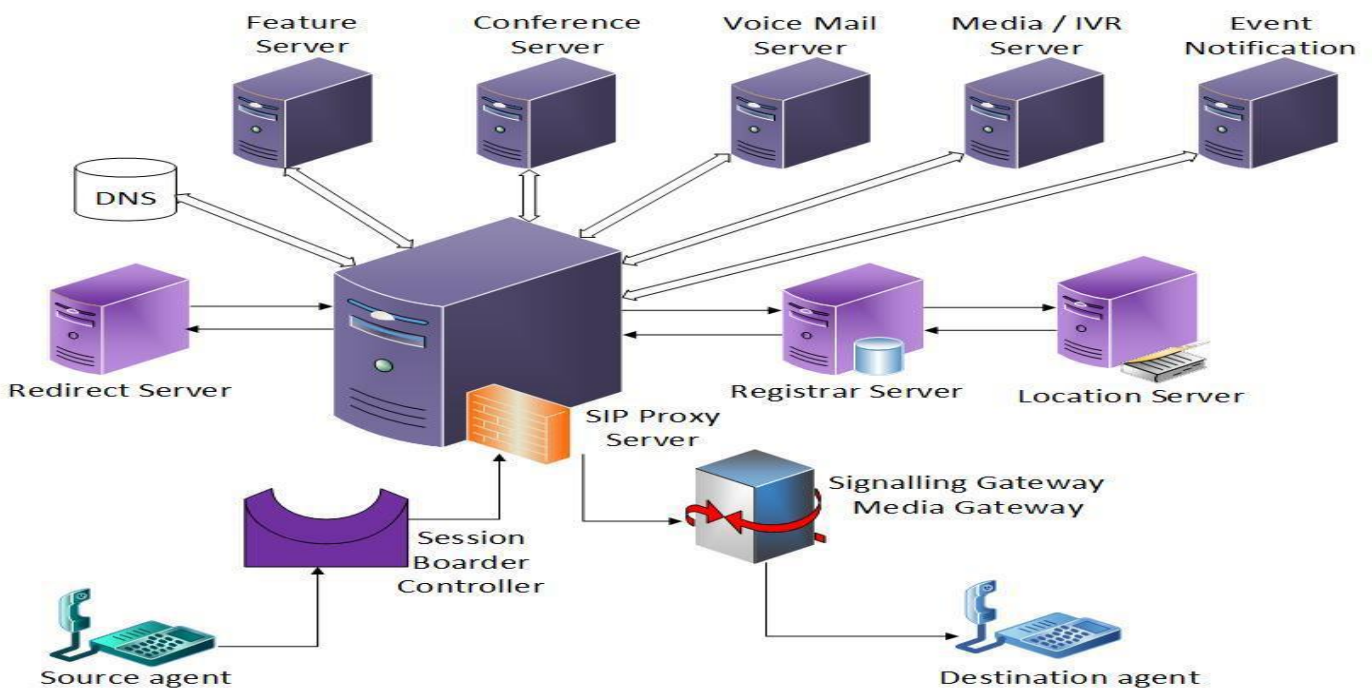 Feature
Server
Conference
Server
Voice Mail
Server
Media / IVR
Server
Event
Notification
DNS
Redirect Server
Registrar Server
Location Server
SIP Proxy
Server
Signalling Gateway
Media Gateway
Session
Boarder
Controller
Source agent
Destination agent